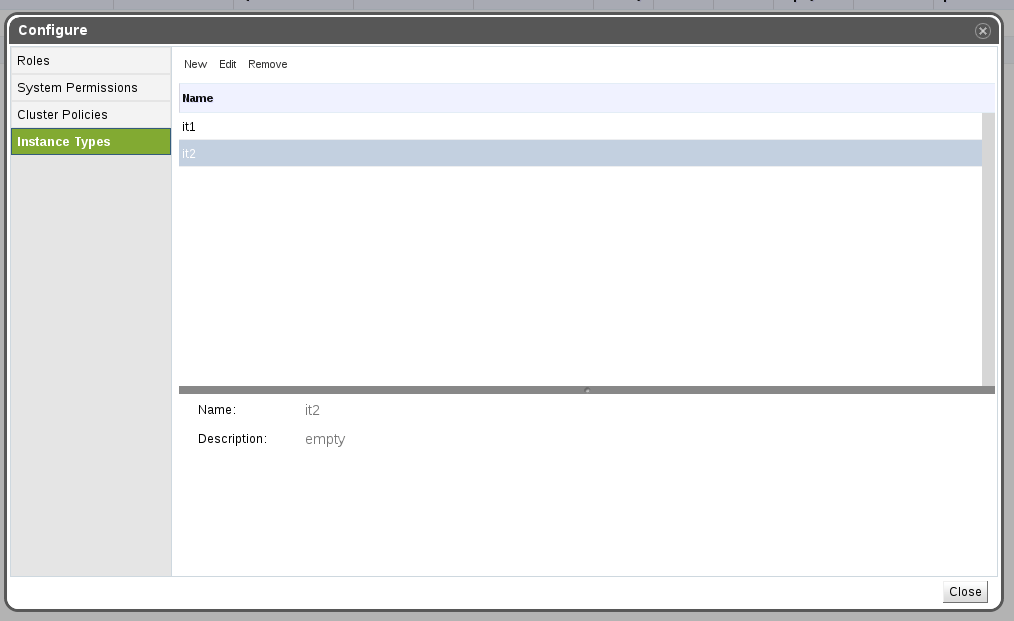 Configure
Roles
System Permissions
Cluster Policies
Instance Types
New Edit Remove
Name
it1
it2
Name: it2
Description: empty
Close